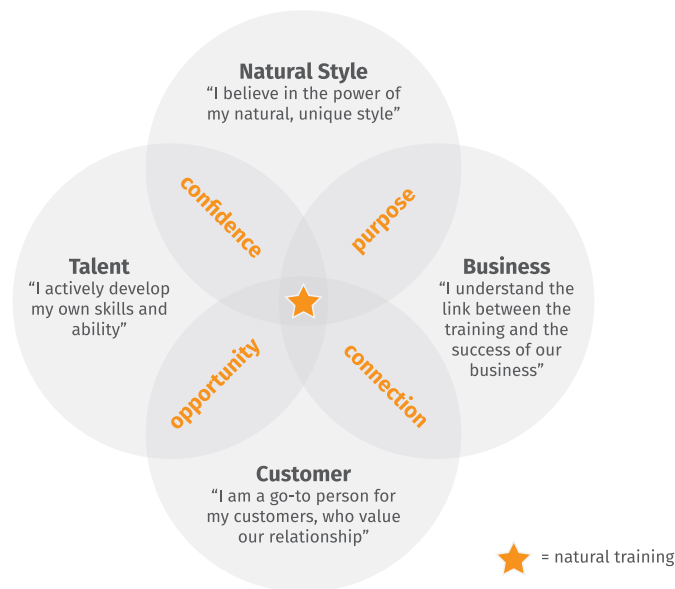 Natural Style
“I believe in the power of
my natural, unique style”
confidence
purpose
Talent
“I actively develop
my own skills and
ability”
Business
“I understand the
link between the
training and the
success of our
business”
opportunity
connection
Customer
“I am a go-to person for
my customers, who value
our relationship”
= natural training